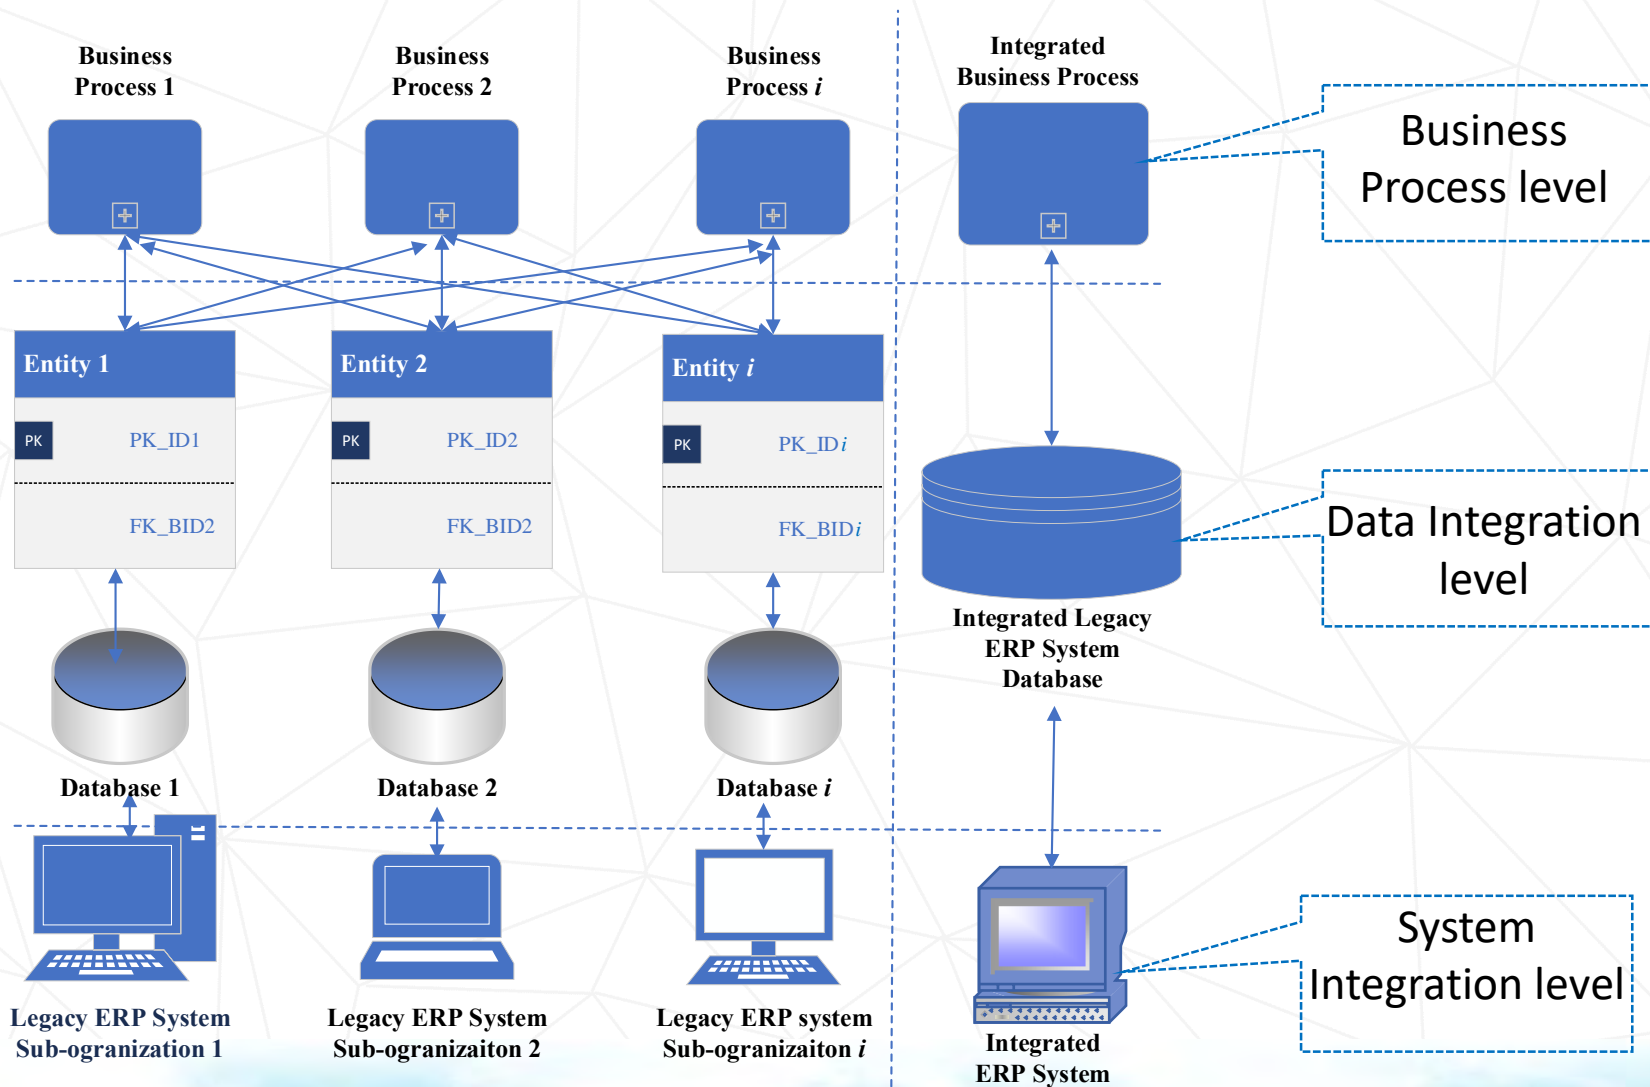 Business
Process 1
Business
Process 2
Business
Process i
Integrated
Business Process
Business
Process level
Entity 1
PK
PK_ID1
FK_BID2
Entity 2
PK
PK_ID2
FK_BID2
Entity i
PK
PK_IDi
FK_BIDi
Integrated Legacy
ERP System
Database
Data Integration
level
Database 1
Database 2
Database i
Legacy ERP System
Sub-ogranization 1
Legacy ERP System
Sub-ogranizaiton 2
Legacy ERP system
Sub-ogranizaiton i
Integrated
ERP System
System
Integration level